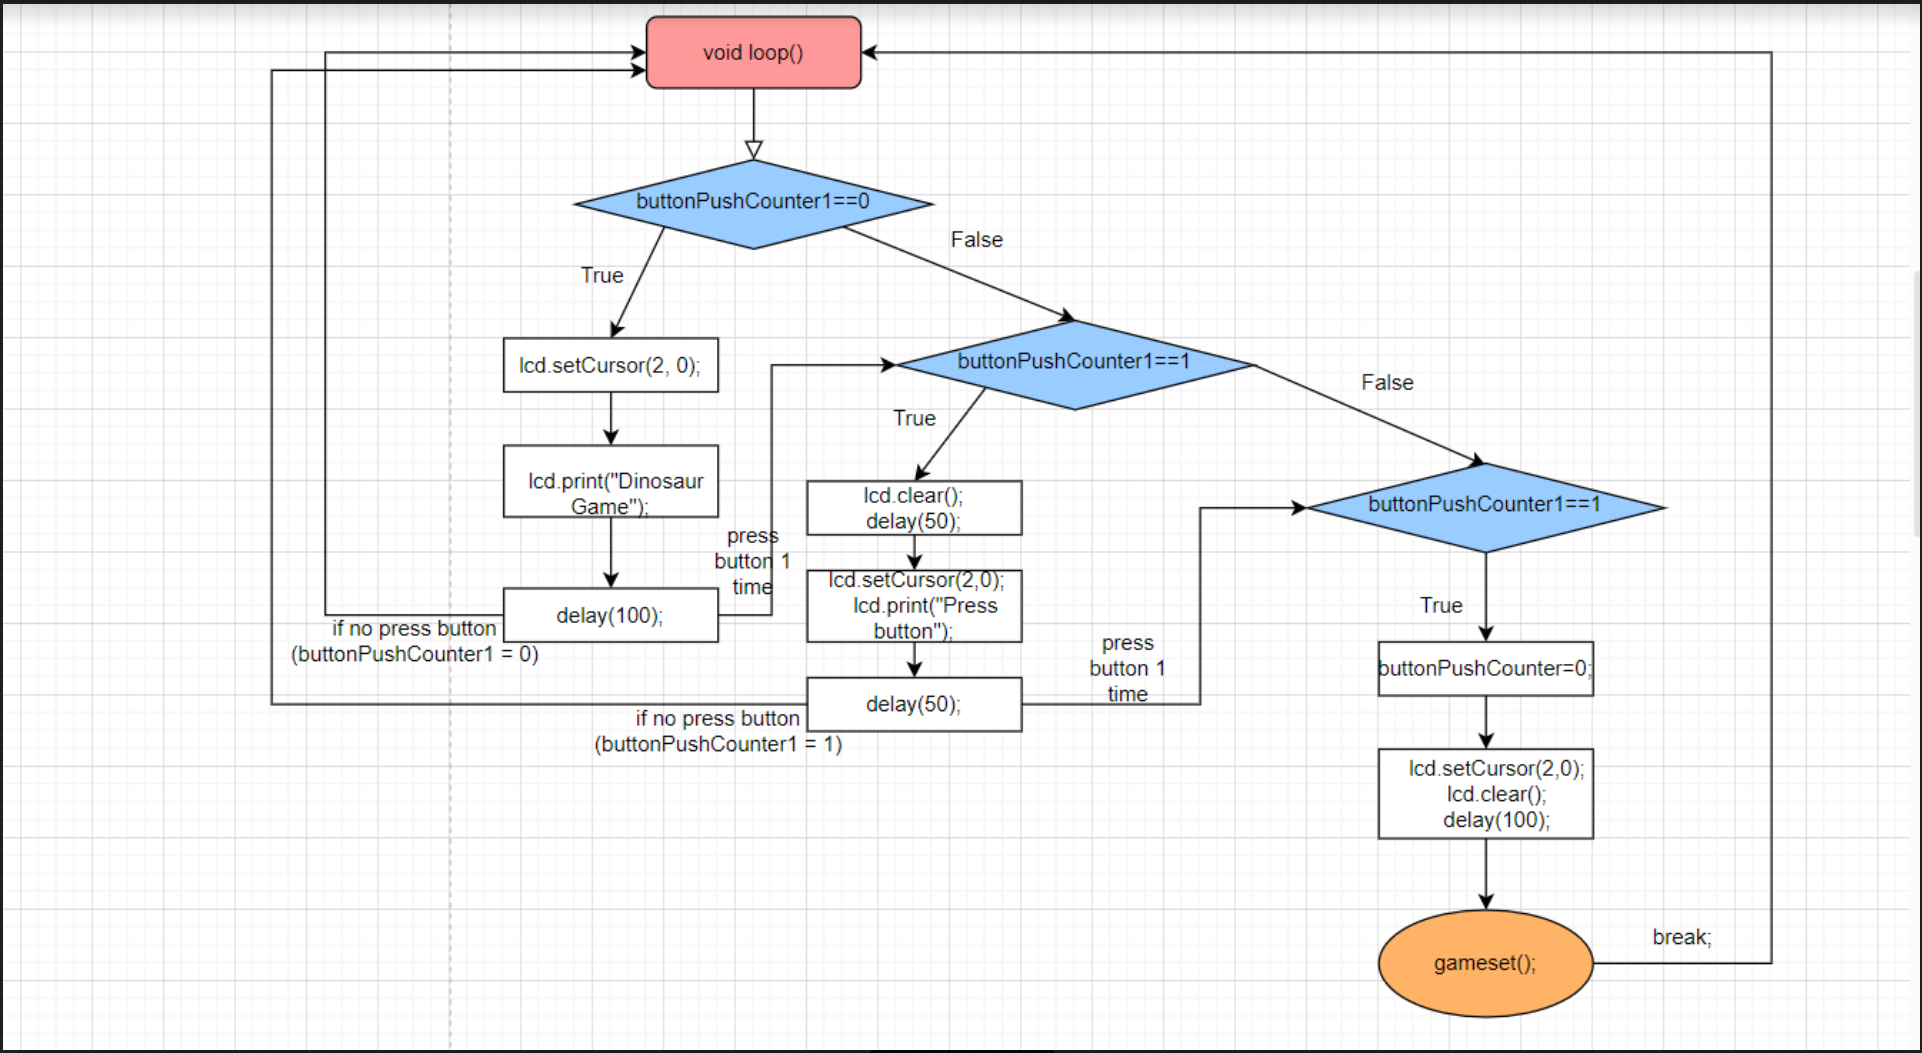 void loop()
buttonPushCounter1==0
False
True
lcd.setCursor(2, 0);
buttonPushCounter1==1
False
True
lcd.print("Dinosaur
Game");
lcd.clear();
delay(50);
buttonPushCounter1==1
press
button 1
time
lcd.setCursor(2,0);
lcd.print("Press
button");
delay(100);
if no press button
(buttonPushCounter1 = 0)
True
press
button 1
time
buttonPushCounter=0;
delay(50);
if no press button
(buttonPushCounter1 = 1)
lcd.setCursor(2,0);
lcd.clear();
delay(100);
break;
gameset();